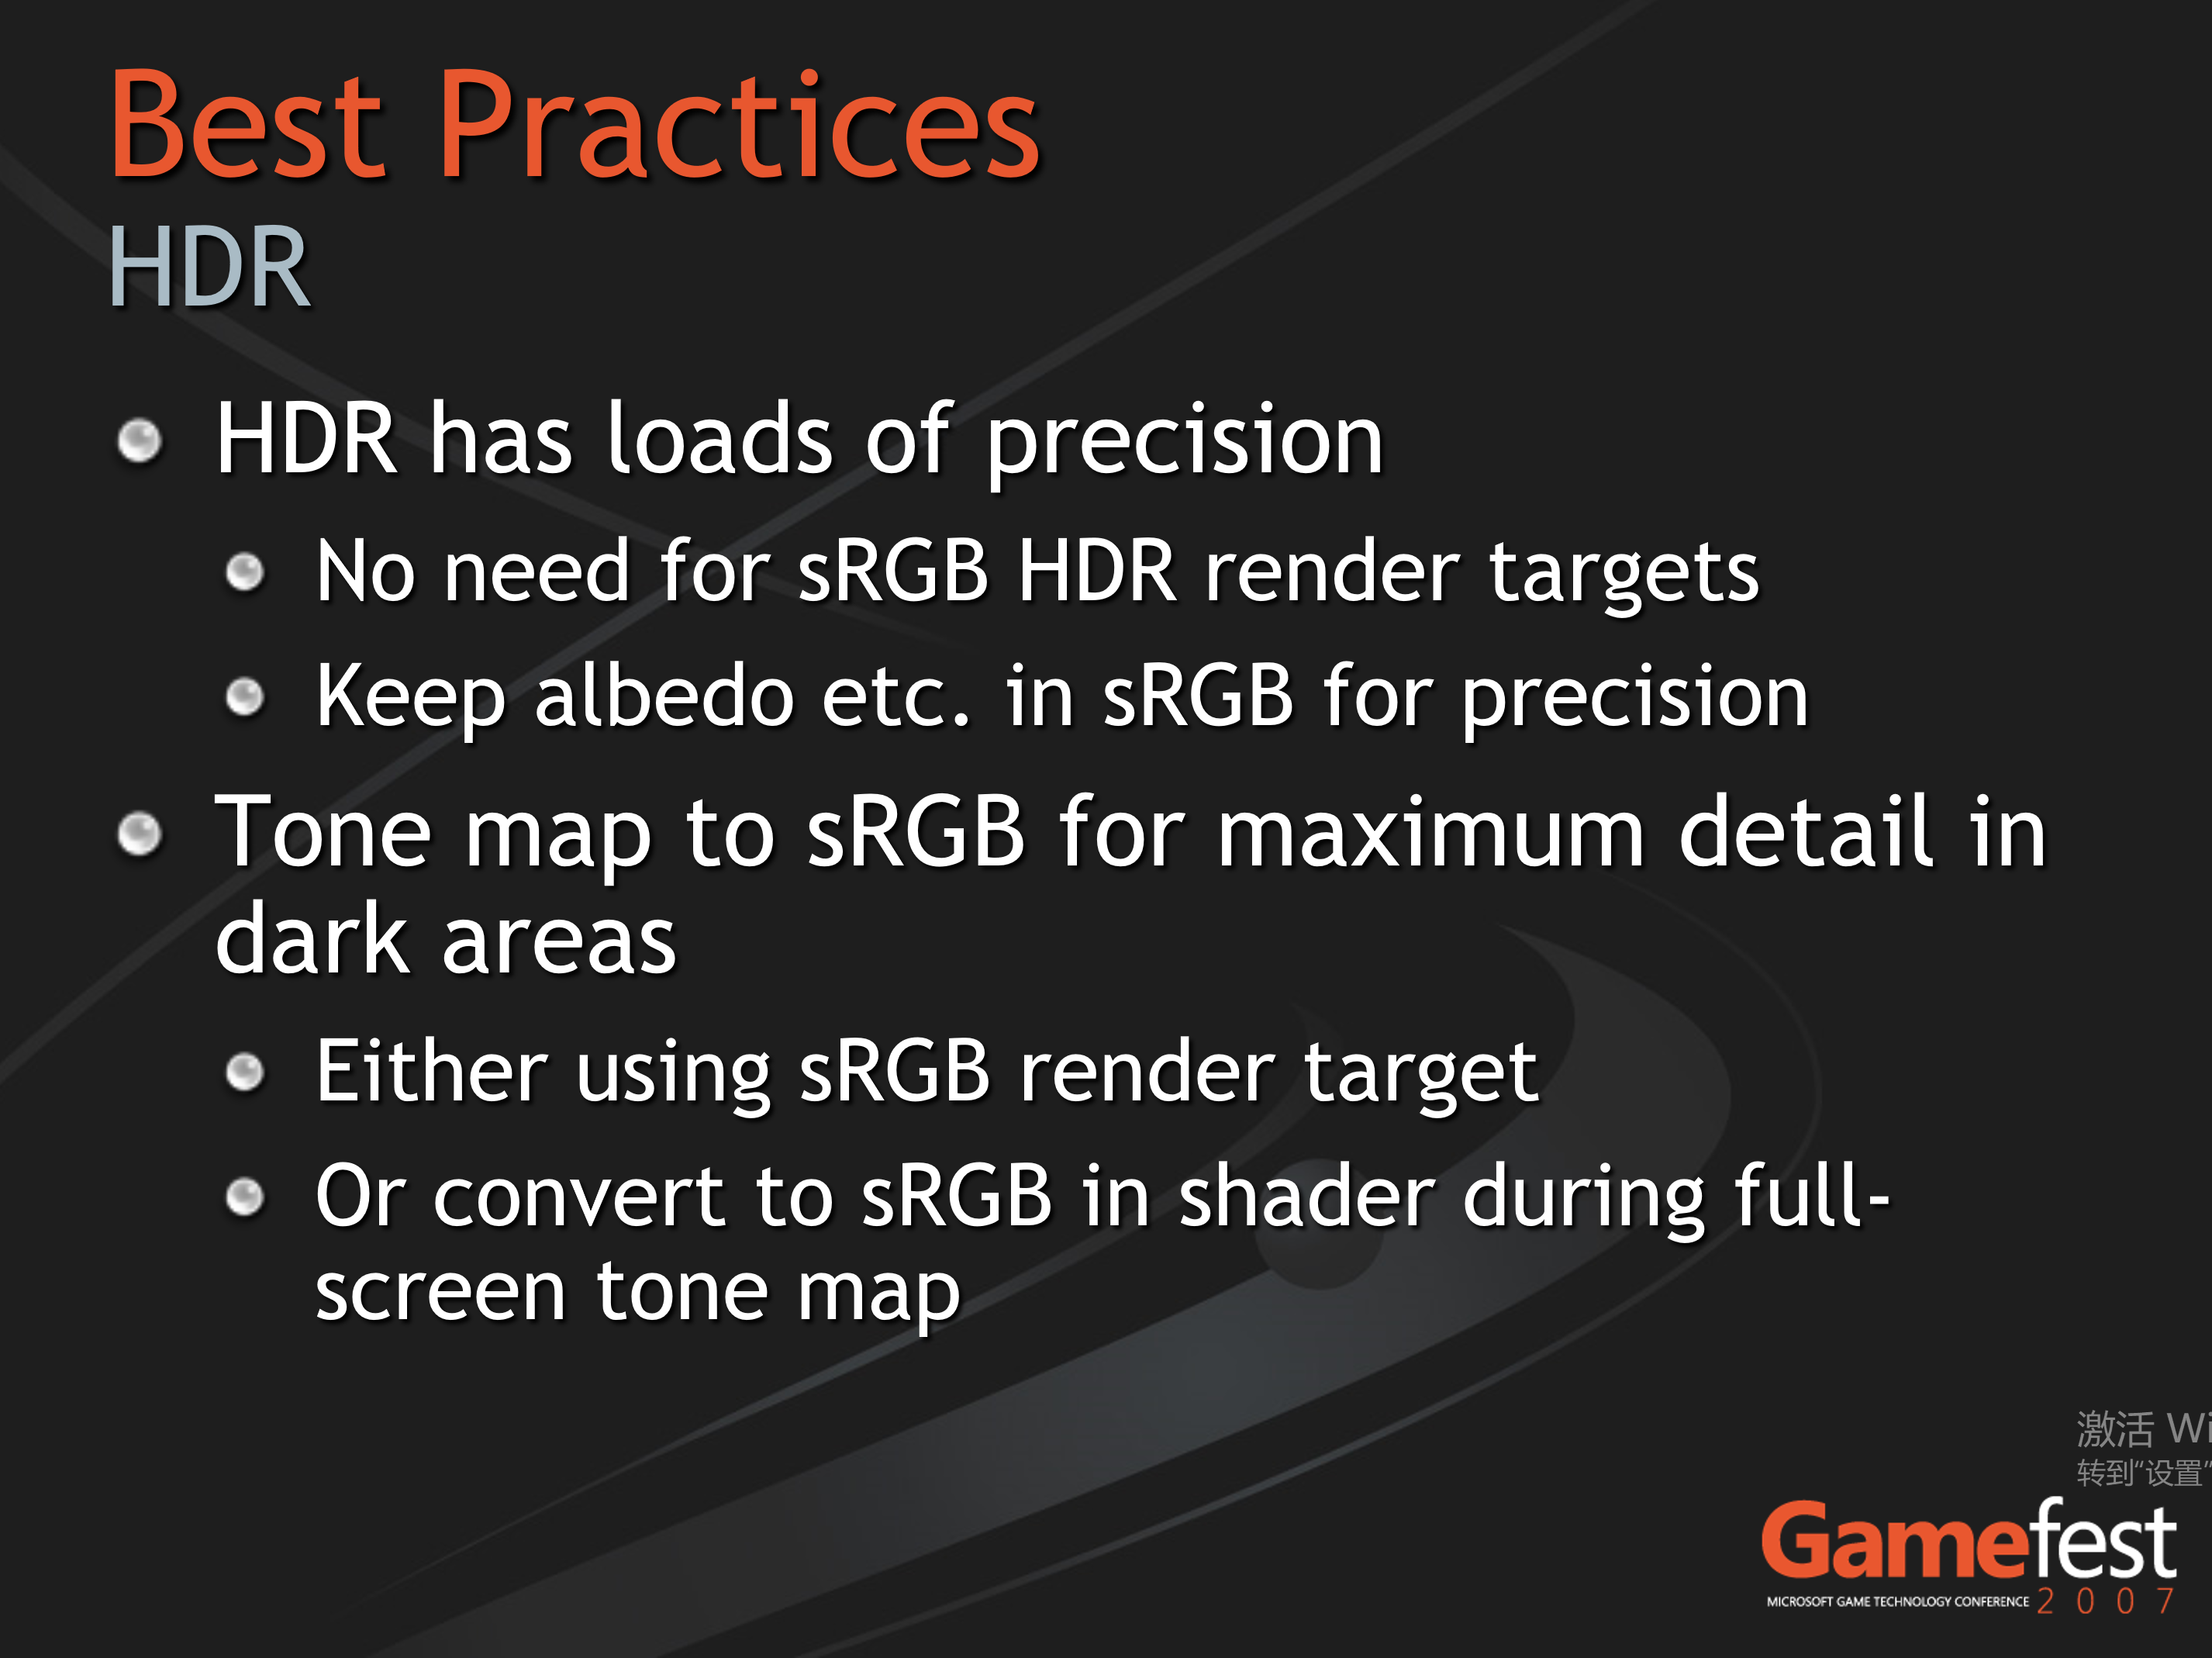 Best Practices
HDR
HDR has loads of precision
No need for sRGB HDR render targets
Keep albedo etc. in sRGB for precision
Tone map to sRGB for maximum detail in
dark areas
Either using sRGB render target
Or convert to sRGB in shader during full-
screen tone map
激活 Wi
转到“设置”
Gamefest
MICROSOFT GAME TECHNOLOGY CONFERENCE 2007